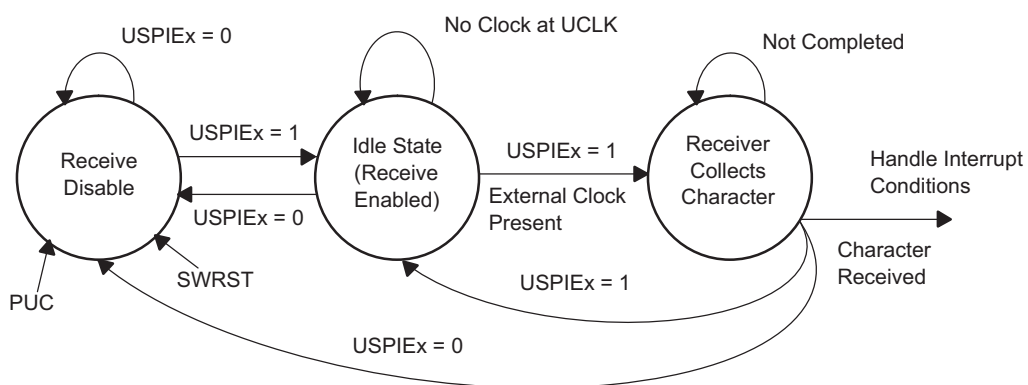 USPIEx = 0
No Clock at UCLK
Not Completed
Receive
Disable
USPIEx = 1
USPIEx = 0
Idle State
(Receive
Enabled)
USPIEx = 1
External Clock
Present
Receiver
Collects
Character
Handle Interrupt
Conditions
Character
Received
PUC
SWRST
USPIEx = 1
USPIEx = 0